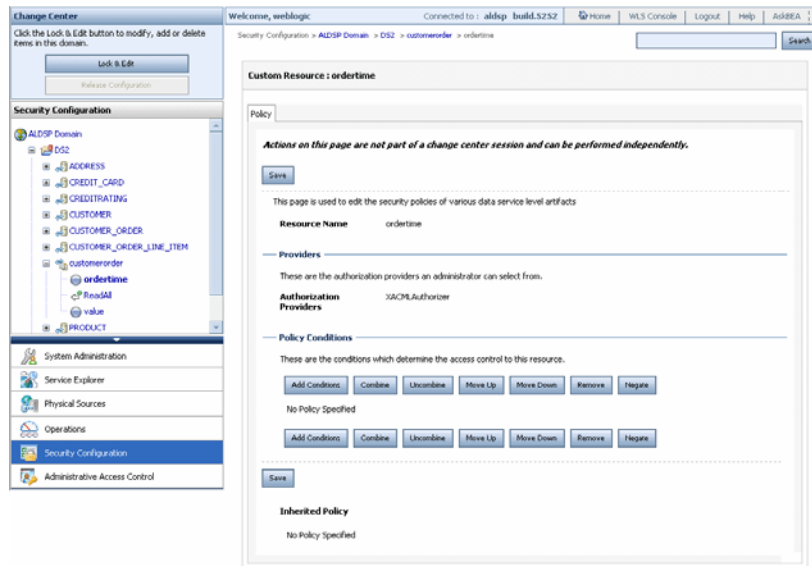 Change Center
Click the Lock & Edit button to modify, add or delete
items in this domain.
Lock & Edit
Release Configuration
Security Configuration
ALDSP Domain
DS2
ADDRESS
CREDIT_CARD
CREDITRATING
CUSTOMER
CUSTOMER_ORDER
CUSTOMER_ORDER_LINE_ITEM
customerorder
ordertime
ReadAll
value
PRODUCT
System Administration
Service Explorer
Physical Sources
Operations
Security Configuration
Administrative Access Control
Welcome, weblogic
Connected to : aldsp build.5252
Home
WLS Console
Logout
Help
AskBEA
Security Configuration > ALDSP Domain > DS2 > customerorder > ordertime
Search
Custom Resource : ordertime
Policy
Actions on this page are not part of a change center session and can be performed independently.
Save
This page is used to edit the security policies of various data service level artifacts
Resource Name ordertime
Providers
These are the authorization providers an administrator can select from.
Authorization Providers XACMLAuthorizer
Policy Conditions
These are the conditions which determine the access control to this resource.
Add Conditions Combine Uncombine Move Up Move Down Remove Negate
No Policy Specified
Add Conditions Combine Uncombine Move Up Move Down Remove Negate
Save
Inherited Policy
No Policy Specified